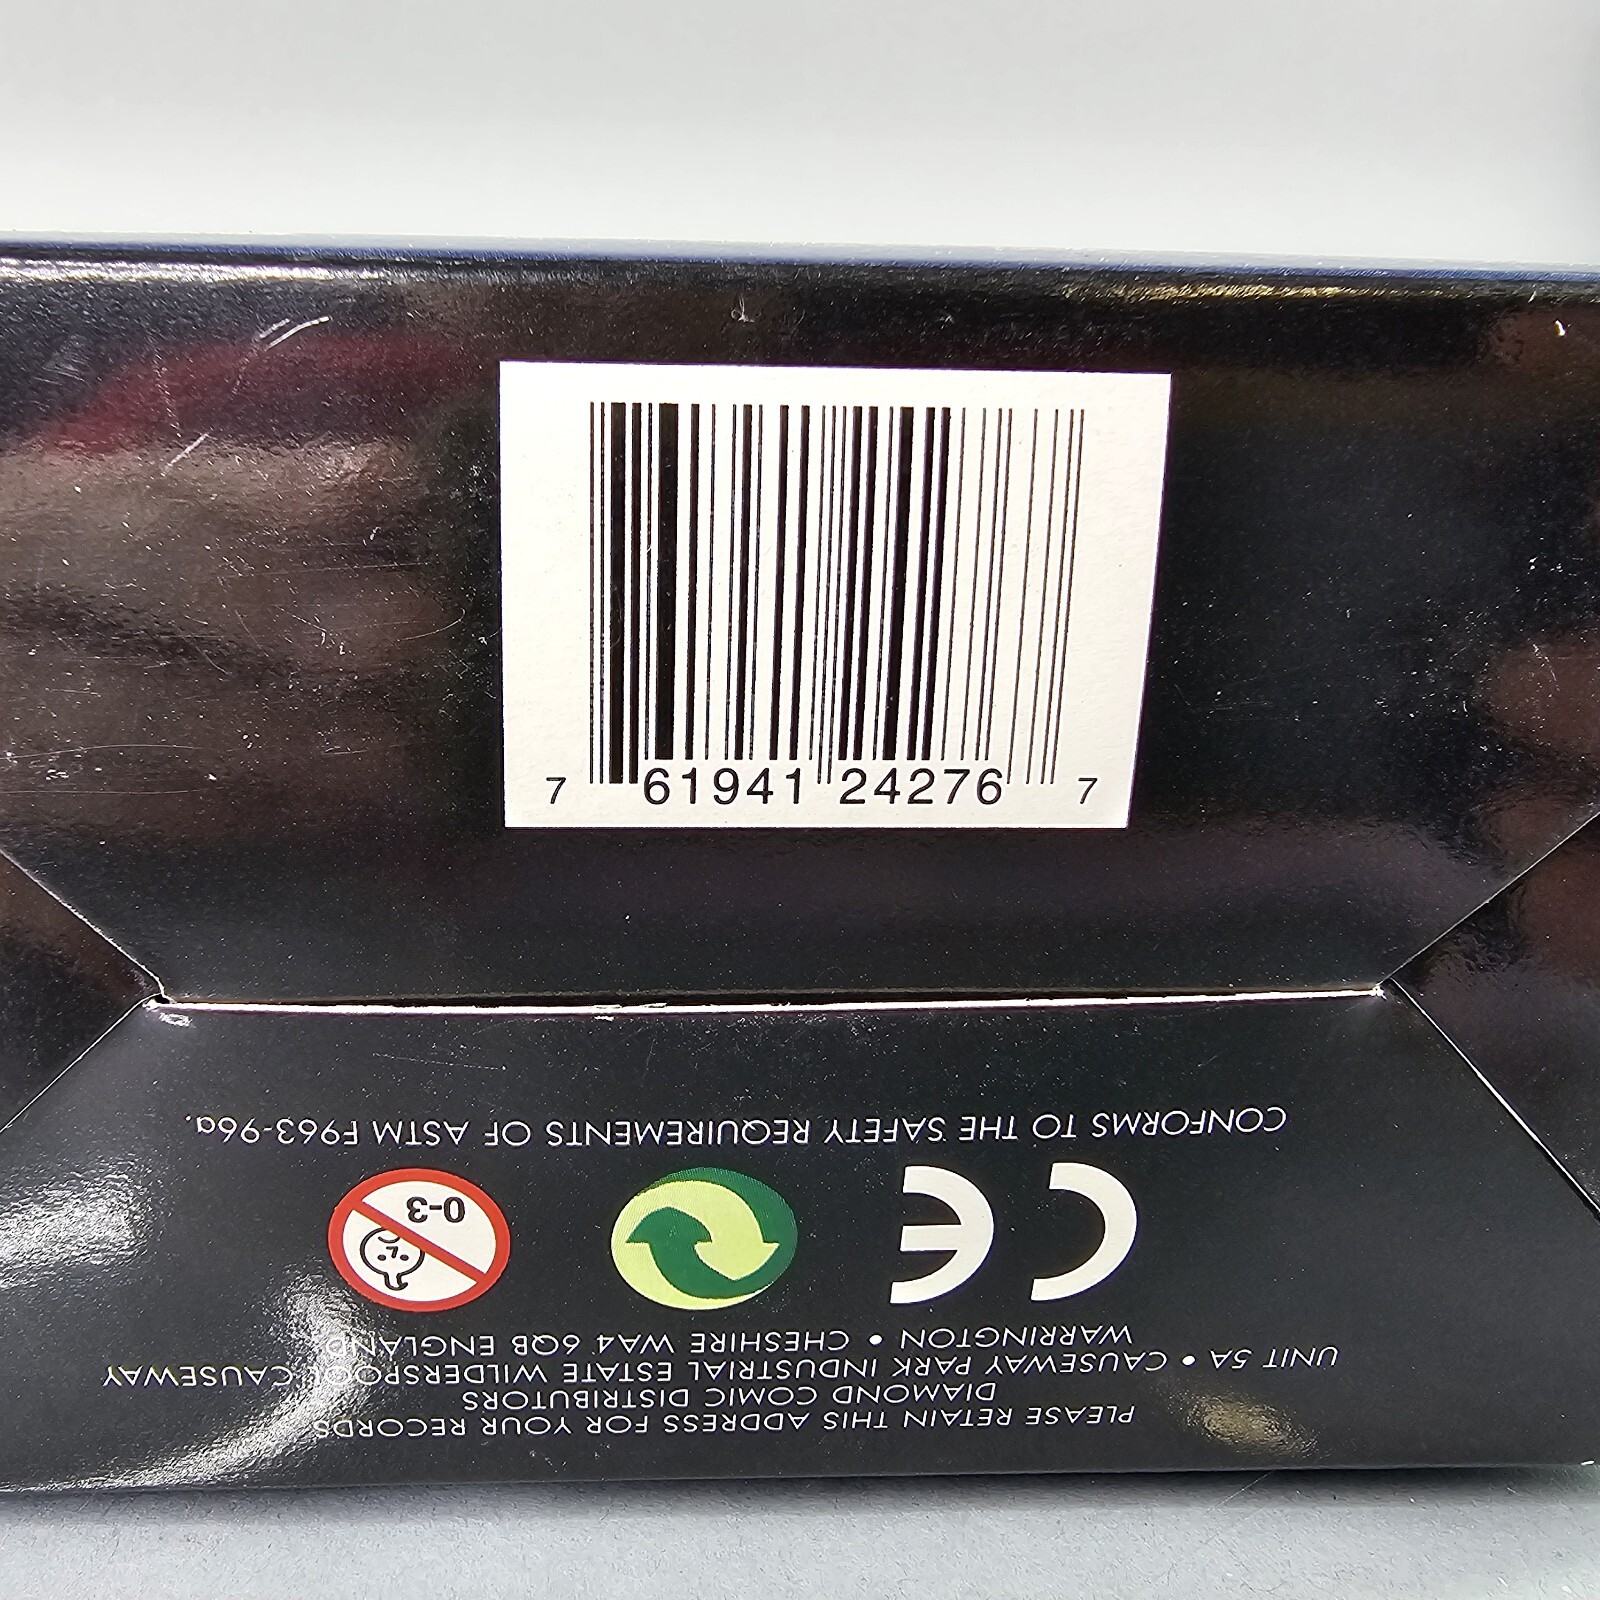 7 61941 24276 7
PLEASE RETAIN THIS ADDRESS FOR YOUR RECORDS
DIAMOND COMIC DISTRIBUTORS
UNIT 5A • CAUSEWAY PARK INDUSTRIAL ESTATE WILDERSPOOL CAUSEWAY
WARRINGTON • CHESHIRE WA4 6QB ENGLAND
CE
0-3
CONFORMS TO THE SAFETY REQUIREMENTS OF ASTM F963-96a.